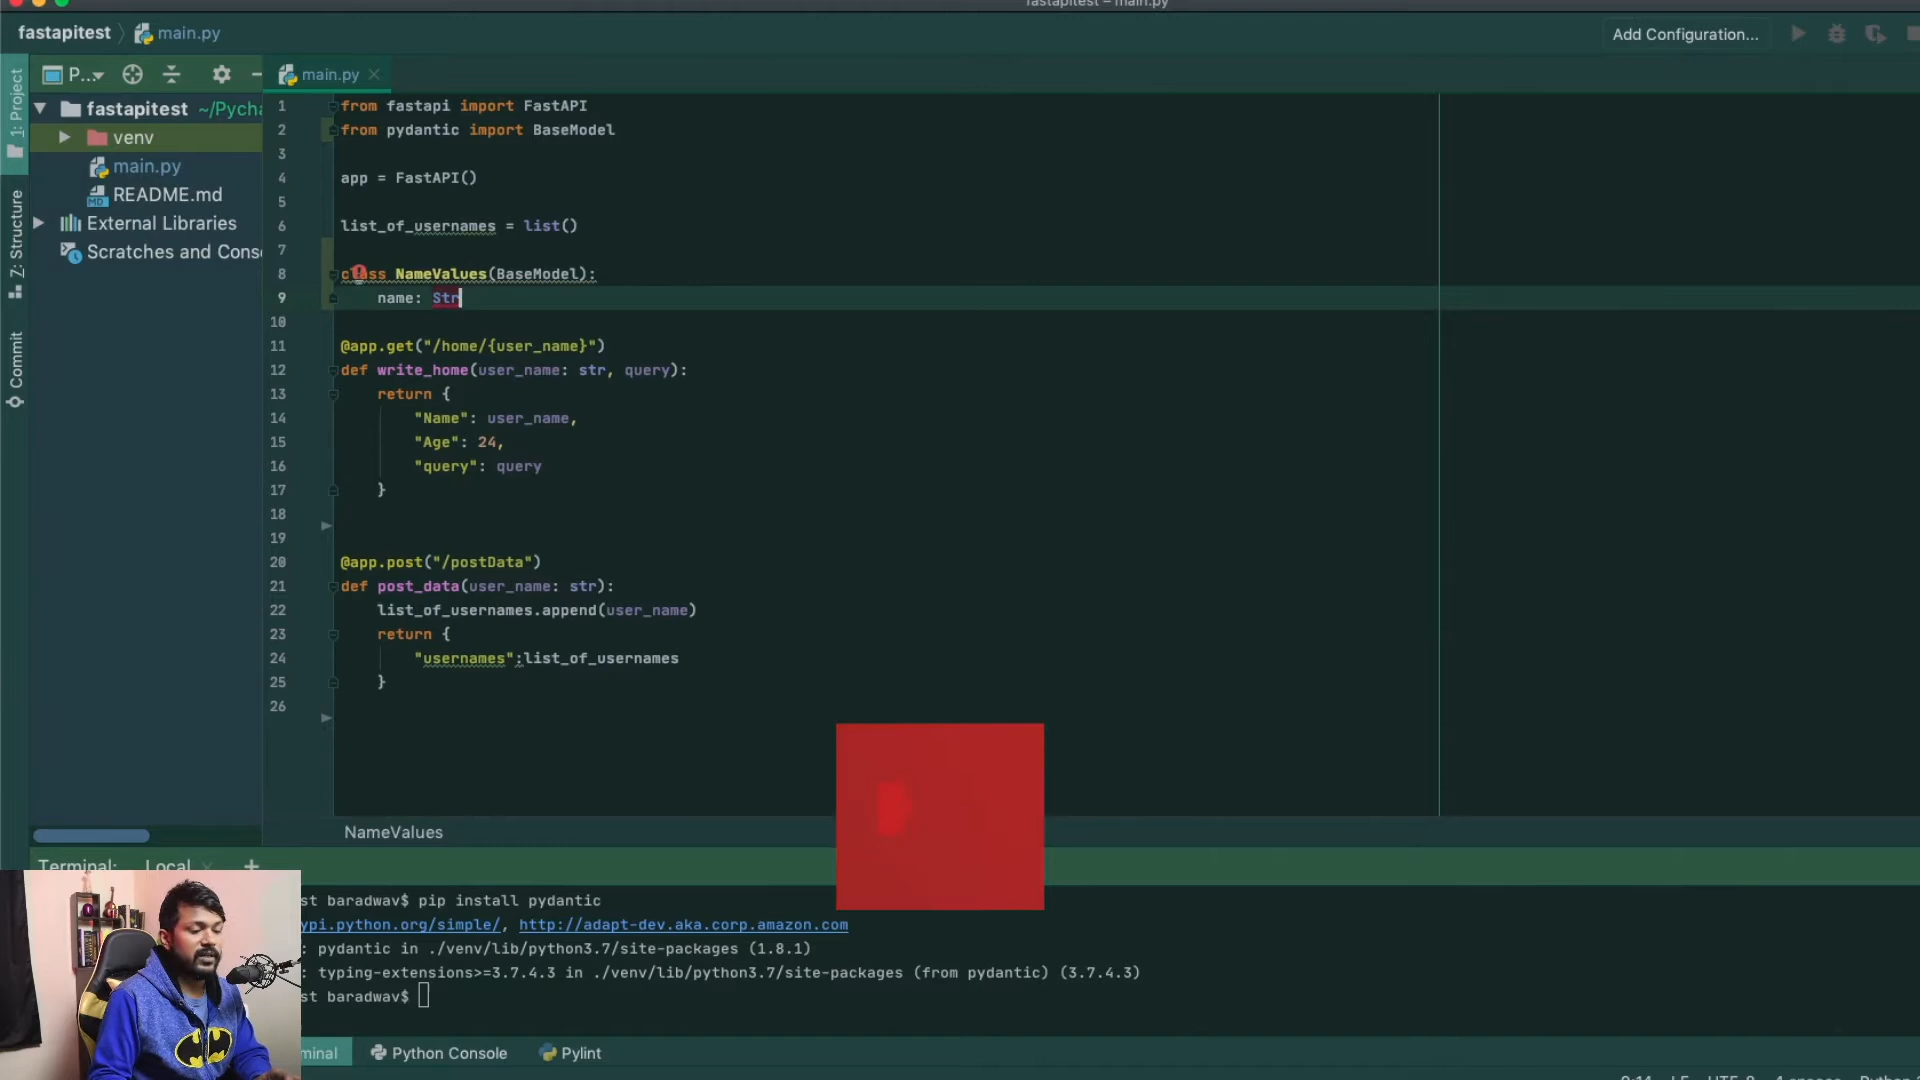 fastapitest – main.py
fastapitest
main.py
Add Configuration...
1: Project
P...
main.py
fastapitest ~/Pycha
venv
main.py
README.md
External Libraries
Scratches and Cons
7: Structure
Commit
1 from fastapi import FastAPI
2 from pydantic import BaseModel
3
4 app = FastAPI()
5
6 list_of_usernames = list()
7
8 class NameValues(BaseModel):
9 name: Str
10
11 @app.get("/home/{user_name}")
12 def write_home(user_name: str, query):
13 return {
14 "Name": user_name,
15 "Age": 24,
16 "query": query
17 }
18
19
20 @app.post("/postData")
21 def post_data(user_name: str):
22 list_of_usernames.append(user_name)
23 return {
24 "usernames":list_of_usernames
25 }
26
NameValues
Terminal: Local +
st baradwav$ pip install pydantic
ypi.python.org/simple/, http://adapt-dev.aka.corp.amazon.com
: pydantic in ./venv/lib/python3.7/site-packages (1.8.1)
: typing-extensions>=3.7.4.3 in ./venv/lib/python3.7/site-packages (from pydantic) (3.7.4.3)
st baradwav$
minal
Python Console
Pylint